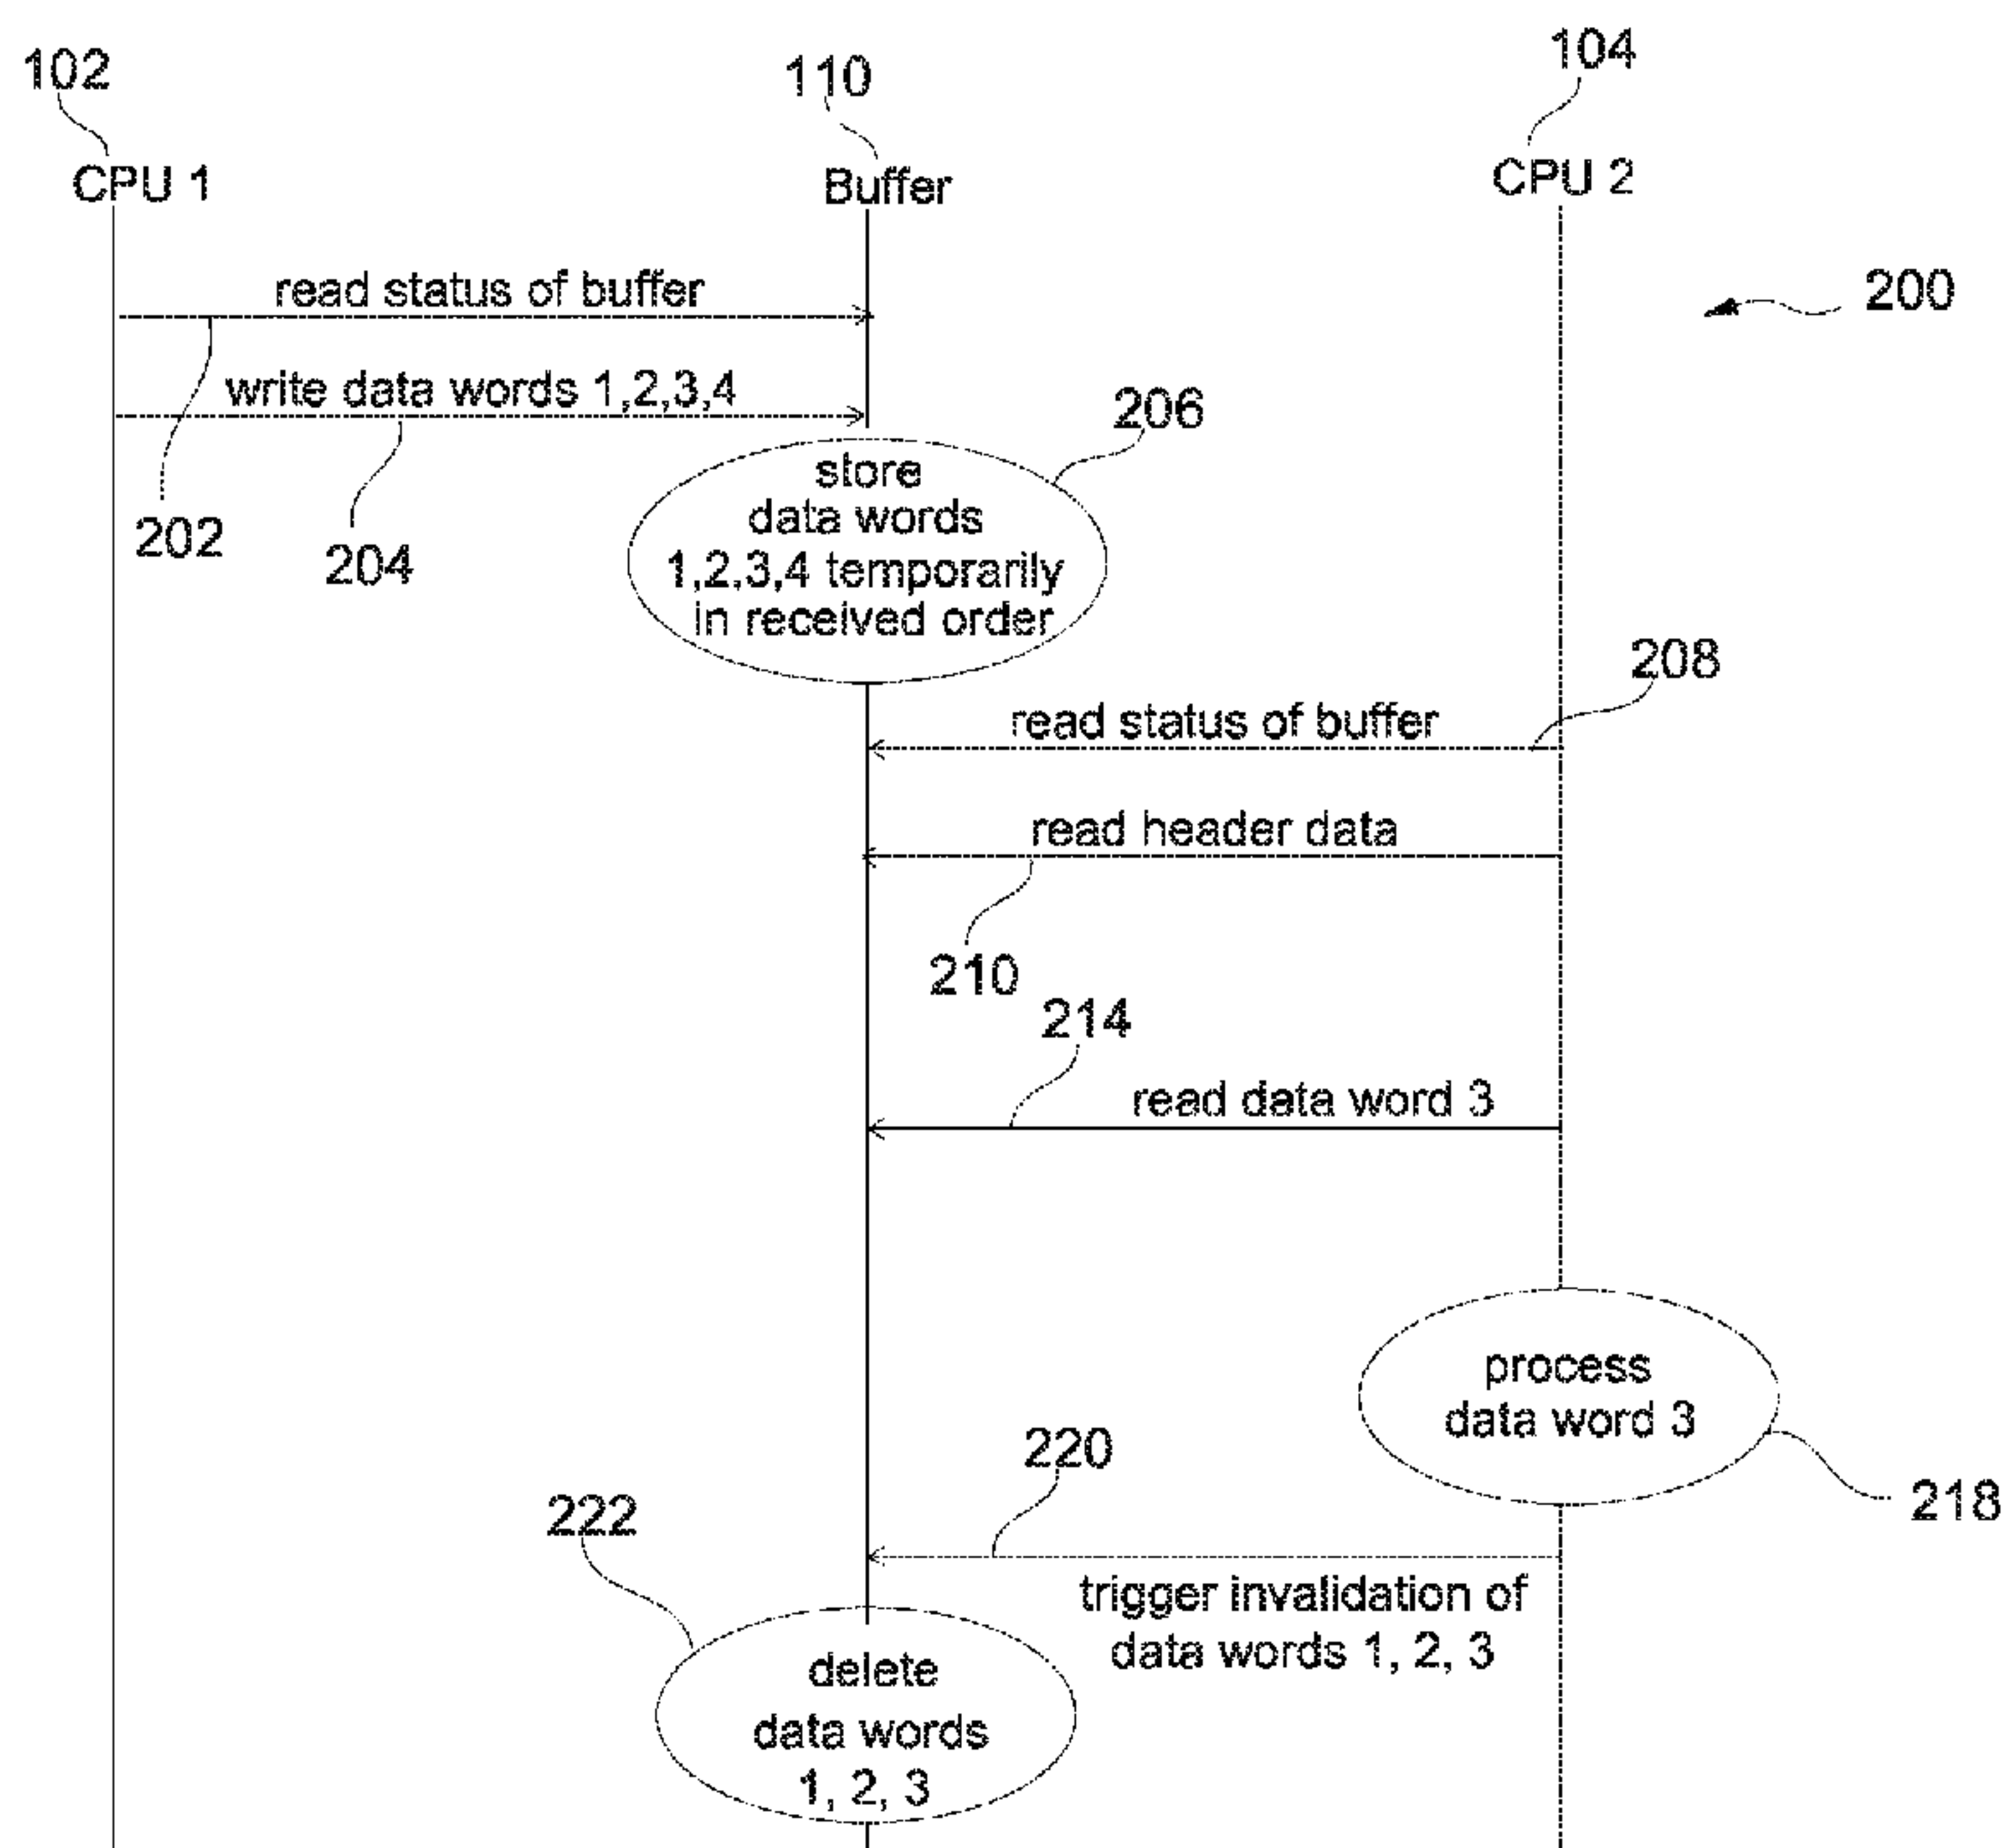 102
110
104
CPU 1
Buffer
CPU 2
read status of buffer
200
write data words 1,2,3,4
206
store
data words
1,2,3,4 temporarily
in received order
202
204
208
read status of buffer
read header data
210
214
read data word 3
process
data word 3
220
218
222
trigger invalidation of
data words 1, 2, 3
delete
data words
1, 2, 3